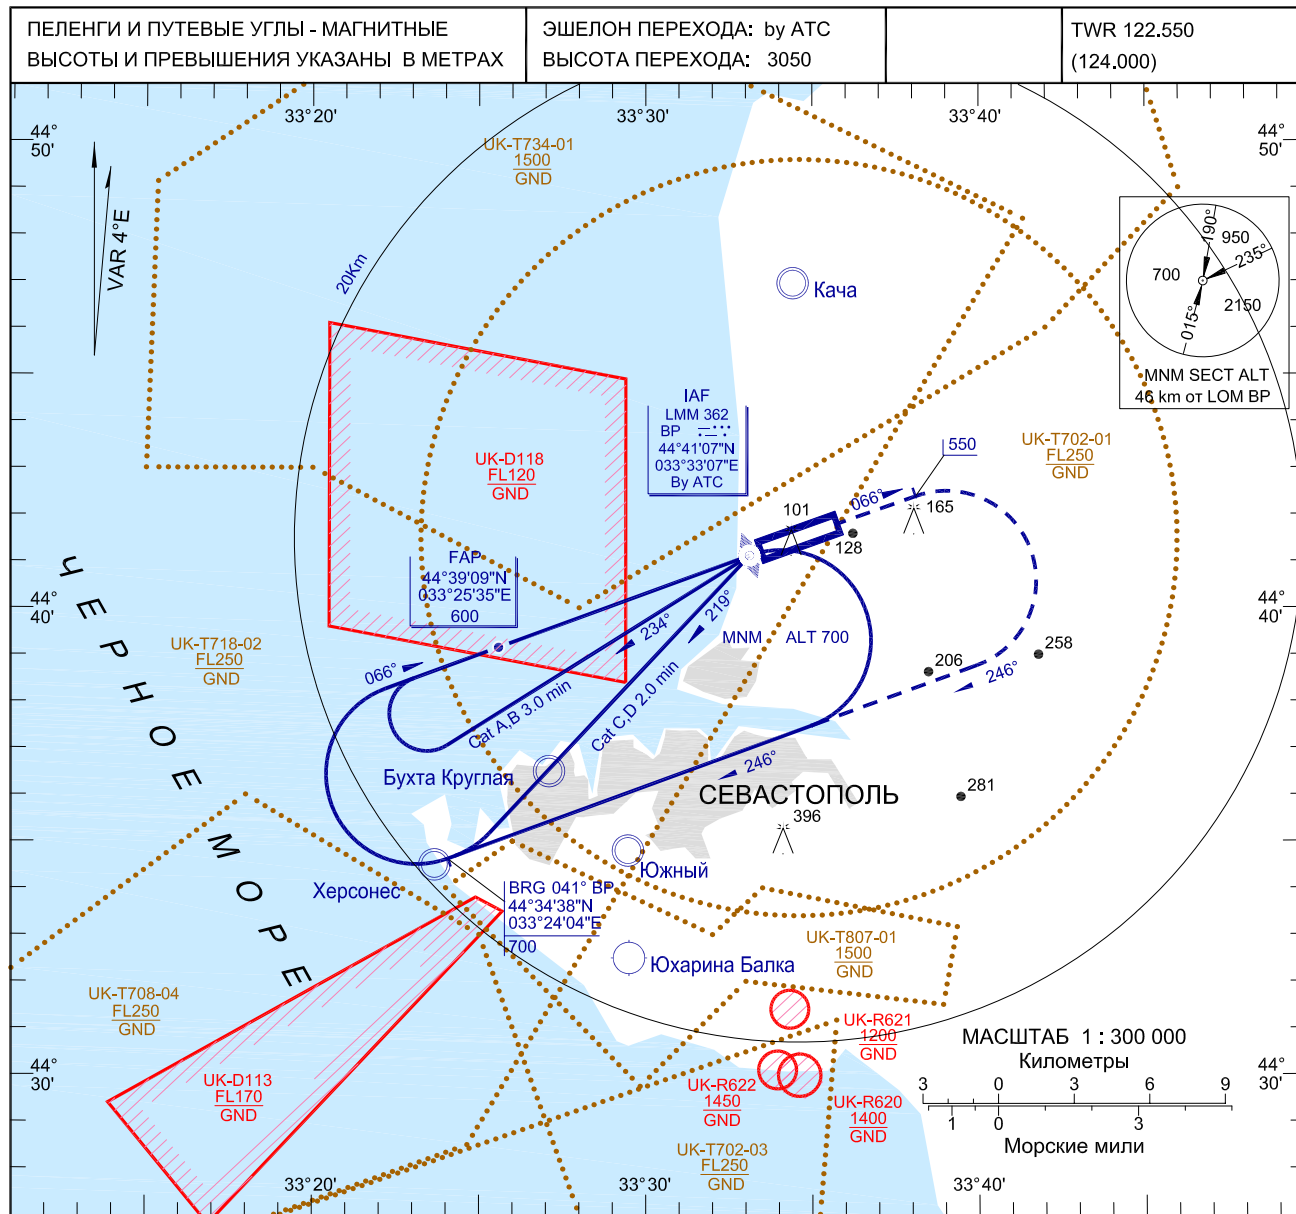 ПЕЛЕНГИ И ПУТЕВЫЕ УГЛЫ - МАГНИТНЫЕ
ВЫСОТЫ И ПРЕВЫШЕНИЯ УКАЗАНЫ В МЕТРАХ
ЭШЕЛОН ПЕРЕХОДА: by ATC
ВЫСОТА ПЕРЕХОДА: 3050
TWR 122.550
(124.000)
33°20'
33°30'
33°40'
44°
50'
44°
50'
UK-T734-01
1500
GND
VAR 4°E
20Km
190°
950
235°
700
2150
015°
MNM SECT ALT
46 km от LOM BP
Кача
IAF
LMM 362
BP
44°41'07"N
033°33'07"E
By ATC
UK-D118
FL120
GND
550
UK-T702-01
FL250
GND
066°
165
101
128
FAP
44°39'09"N
033°25'35"E
600
44°
40'
44°
40'
219°
234°
MNM ALT 700
UK-T718-02
FL250
GND
066°
206
258
246°
Cat A,B 3.0 min
Cat C,D 2.0 min
246°
Бухта Круглая
СЕВАСТОПОЛЬ
281
396
ЧЕРНОЕ МОРЕ
Херсонес
Южный
BRG 041° BP
44°34'38"N
033°24'04"E
700
Юхарина Балка
UK-T807-01
1500
GND
UK-T708-04
FL250
GND
UK-R621
1200
GND
МАСШТАБ 1 : 300 000
Километры
3 0 3 6 9
1 0 3
Морские мили
44°
30'
44°
30'
UK-D113
FL170
GND
UK-R622
1450
GND
UK-R620
1400
GND
UK-T702-03
FL250
GND
33°20'
33°30'
33°40'